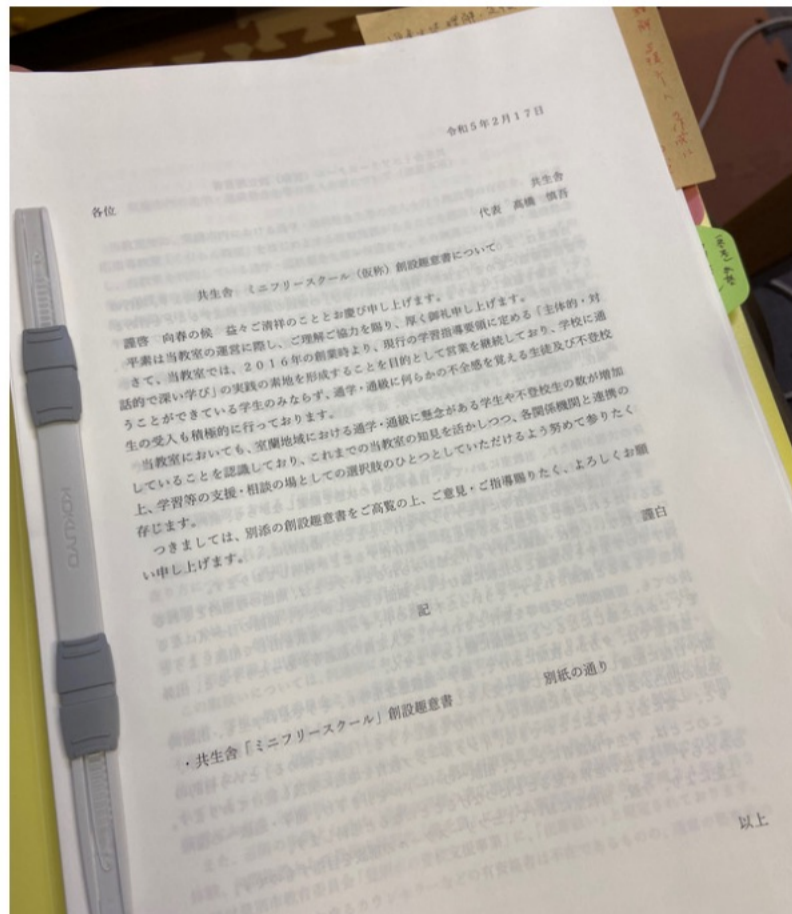 令和5年2月17日
各位
共生舎
代表　高橋　慎吾
共生舎　ミニフリースクール（仮称）創設趣意書について
謹啓　向春の候　益々ご清祥のこととお慶び申し上げます。
平素は当教室の運営に際し、ご理解ご協力を賜り、厚く御礼申し上げます。
さて、当教室では、2016年の創業時より、現行の学習指導要領に定める「主体的・対
話的で深い学び」の実践の素地を形成することを目的として営業を継続しており、学校に通
うことができている学生のみならず、通学・通級に何らかの不全感を覚える生徒及び不登校
生の受入も積極的に行っております。
当教室においても、室蘭地域における通学・通級に懸念がある学生や不登校生の数が増加
していることを認識しており、これまでの当教室の知見を活かしつつ、各関係機関と連携の
上、学習等の支援・相談の場としての選択肢のひとつとしていただけるよう努めて参りたく
存じます。
つきましては、別添の創設趣意書をご高覧の上、ご意見・ご指導賜りたく、よろしくお願
い申し上げます。
謹白
記
・共生舎「ミニフリースクール」創設趣意書　別紙の通り
以上
KOKUYO